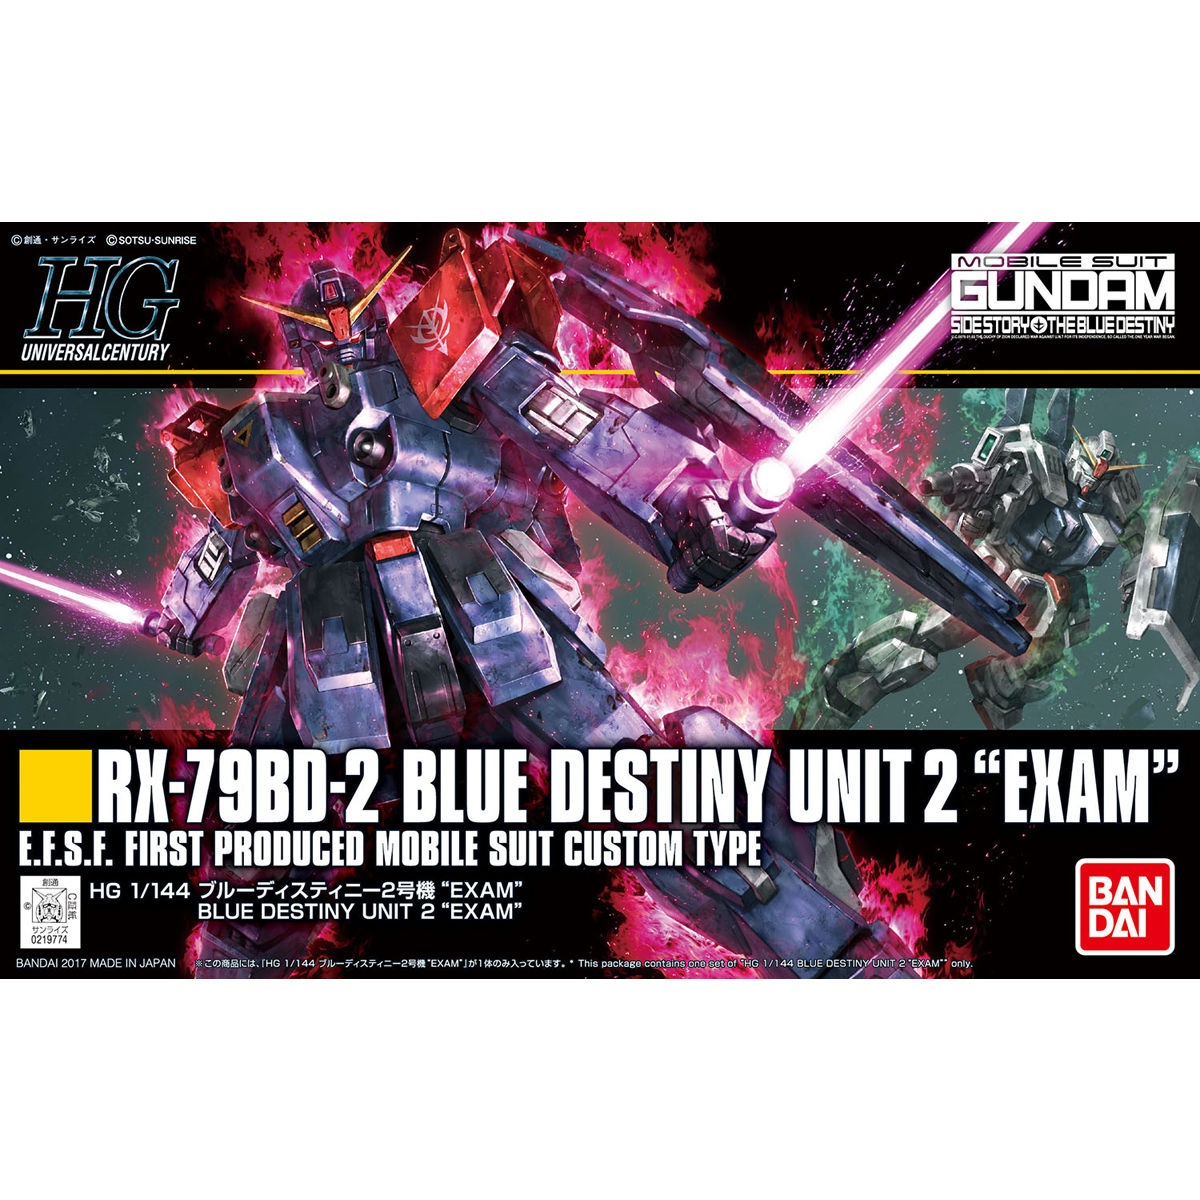 ©創通・サンライズ ©SOTSU・SUNRISE
HG
UNIVERSAL CENTURY
MOBILE SUIT
GUNDAM
SIDE STORY THE BLUE DESTINY
RX-79BD-2 BLUE DESTINY UNIT 2 “EXAM”
E.F.S.F. FIRST PRODUCED MOBILE SUIT CUSTOM TYPE
HG 1/144 ブルーディスティニー2号機 “EXAM”
BLUE DESTINY UNIT 2 “EXAM”
創通
©
サンライズ
0219774
BAN
DAI
BANDAI 2017 MADE IN JAPAN
※この商品には、「HG 1/144 ブルーディスティニー2号機“EXAM”」が1体のみ入っています。 * This package contains one set of “HG 1/144 BLUE DESTINY UNIT 2 “EXAM”” only.